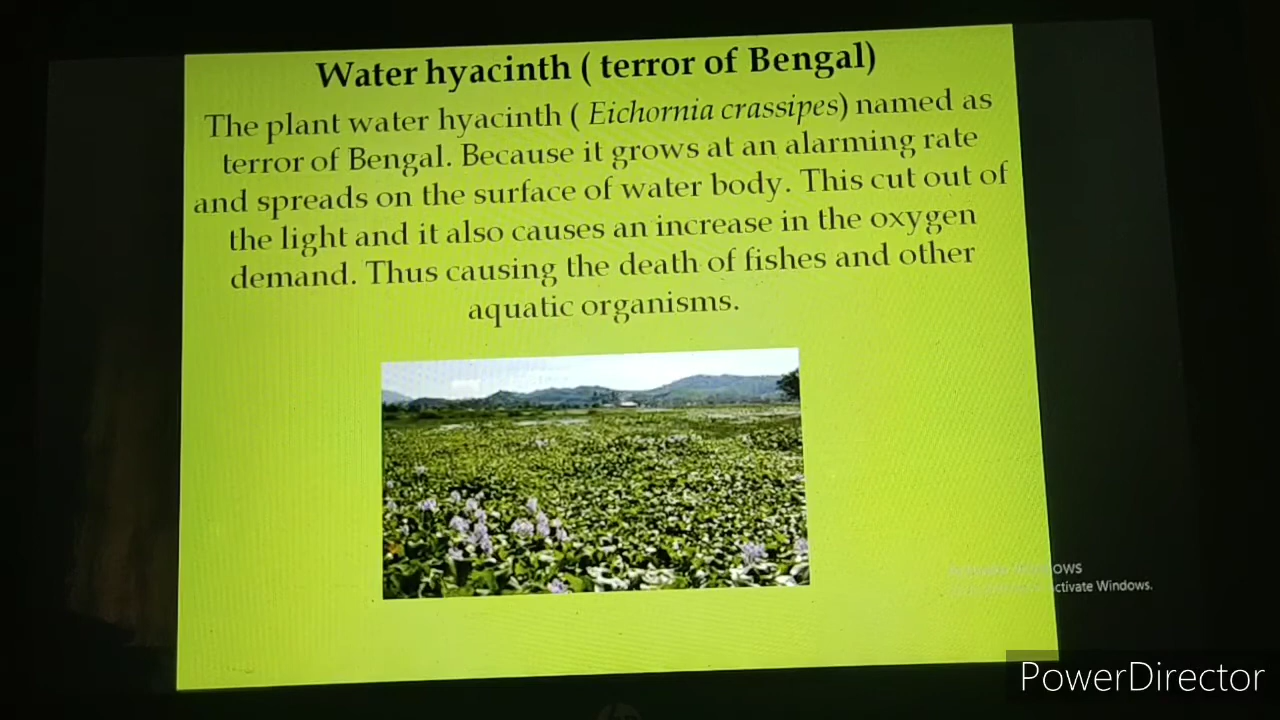 Water hyacinth ( terror of Bengal)
The plant water hyacinth ( Eichornia crassipes) named as
terror of Bengal. Because it grows at an alarming rate
and spreads on the surface of water body. This cut out of
the light and it also causes an increase in the oxygen
demand. Thus causing the death of fishes and other
aquatic organisms.
ctivate Windows.
PowerDirector